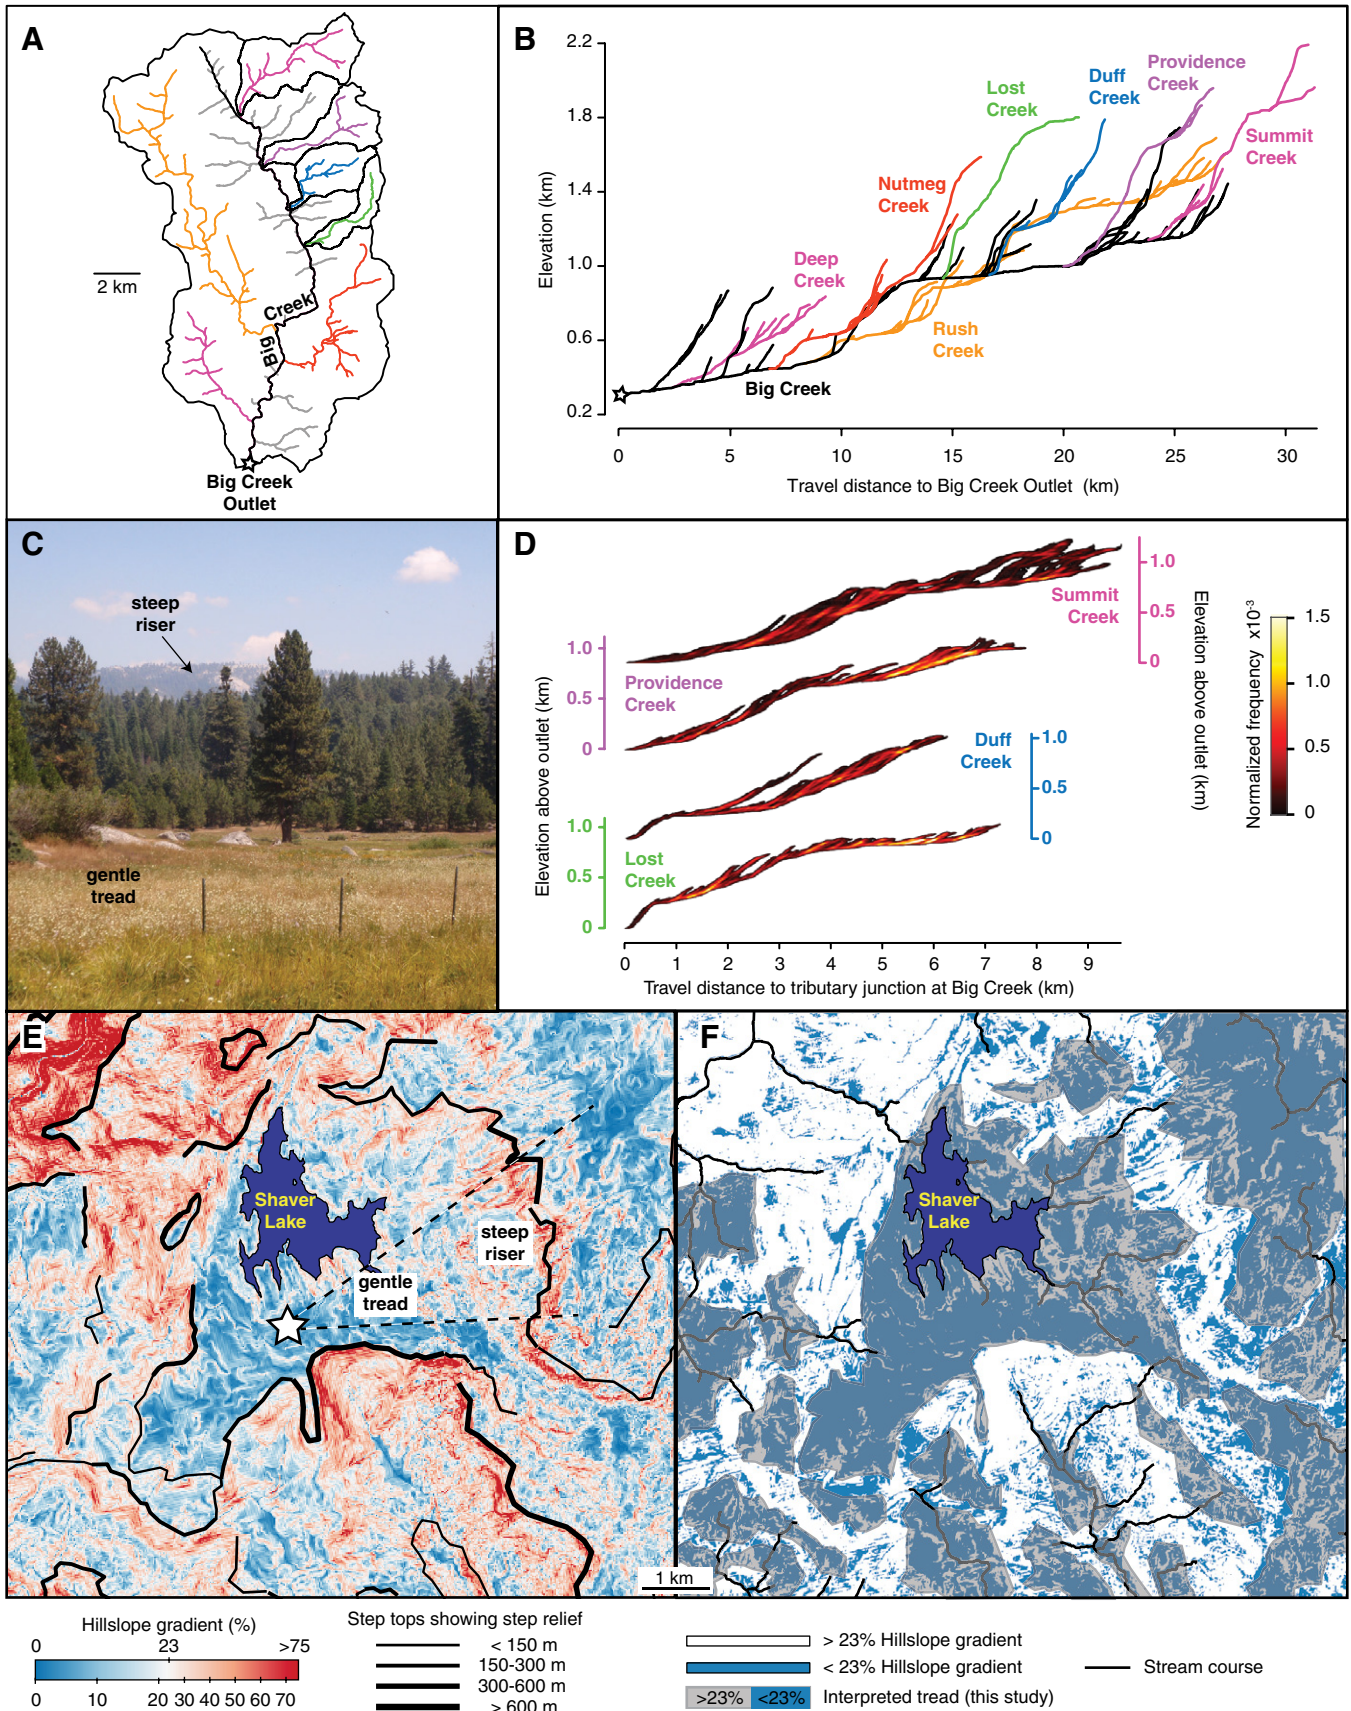 A
2 km
Creek
Big
Big Creek
Outlet
B
2.2
1.8
1.4
1.0
0.6
0.2
Elevation (km)
Lost
Creek
Duff
Creek
Providence
Creek
Summit
Creek
Nutmeg
Creek
Deep
Creek
Rush
Creek
Big Creek
0 5 10 15 20 25 30
Travel distance to Big Creek Outlet (km)
C
steep
riser
gentle
tread
D
Elevation above outlet (km)
1.0
0.5
0
Providence
Creek
1.0
0.5
0
Lost
Creek
Summit
Creek
1.0
0.5
0
Duff
Creek
1.0
0.5
0
Elevation above outlet (km)
Normalized frequency x10-3
1.5
1.0
0.5
0
0 1 2 3 4 5 6 7 8 9
Travel distance to tributary junction at Big Creek (km)
E
Shaver
Lake
steep
riser
gentle
tread
1 km
F
Shaver
Lake
Hillslope gradient (%)
0 23 >75
0 10 20 30 40 50 60 70
Step tops showing step relief
< 150 m
150-300 m
300-600 m
> 600 m
> 23% Hillslope gradient
< 23% Hillslope gradient
>23% <23% Interpreted tread (this study)
Stream course